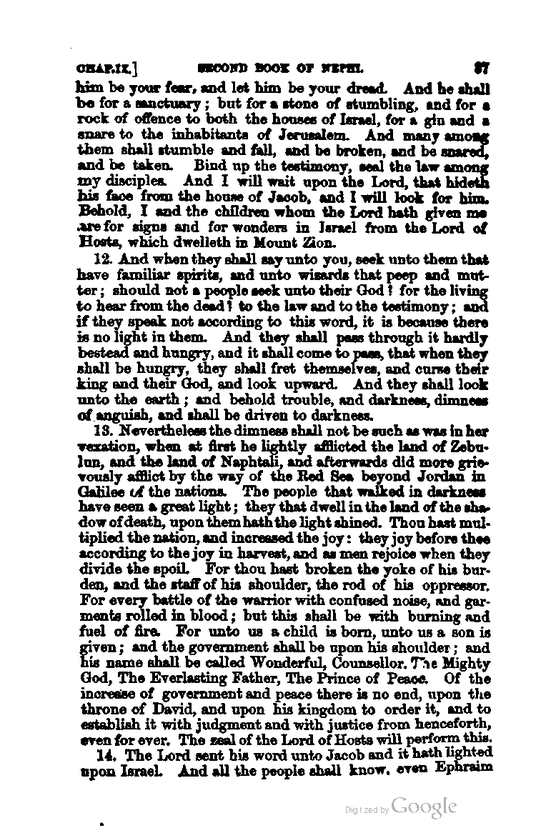 CHAP.IX.] SECOND BOOK OF NEPHI. 87
him be your fear, and let him be your dread. And he shall
be for a sanctuary; but for a stone of stumbling, and for a
rock of offence to both the houses of Israel, for a gin and a
snare to the inhabitants of Jerusalem. And many among
them shall stumble and fall, and be broken, and be snared,
and be taken. Bind up the testimony, seal the law among
my disciples. And I will wait upon the Lord, that hideth
his face from the house of Jacob, and I will look for him.
Behold, I and the children whom the Lord hath given me
are for signs and for wonders in Israel from the Lord of
Hosts, which dwelleth in Mount Zion.
12. And when they shall say unto you, seek unto them that
have familiar spirits, and unto wizards that peep and mut-
ter; should not a people seek unto their God? for the living
to hear from the dead? to the law and to the testimony; and
if they speak not according to this word, it is because there
is no light in them. And they shall pass through it hardly
bestead and hungry, and it shall come to pass, that when they
shall be hungry, they shall fret themselves, and curse their
king and their God, and look upward. And they shall look
unto the earth; and behold trouble, and darkness, dimness
of anguish, and shall be driven to darkness.
13. Nevertheless the dimness shall not be such as was in her
vexation, when at first he lightly afflicted the land of Zebu-
lun, and the land of Naphtali, and afterwards did more grie-
vously afflict by the way of the Red Sea beyond Jordan in
Galilee of the nations. The people that walked in darkness
have seen a great light; they that dwell in the land of the sha-
dow of death, upon them hath the light shined. Thou hast mul-
tiplied the nation, and increased the joy: they joy before thee
according to the joy in harvest, and as men rejoice when they
divide the spoil. For thou hast broken the yoke of his bur-
den, and the staff of his shoulder, the rod of his oppressor.
For every battle of the warrior with confused noise, and gar-
ments rolled in blood; but this shall be with burning and
fuel of fire. For unto us a child is born, unto us a son is
given; and the government shall be upon his shoulder; and
his name shall be called Wonderful, Counsellor. The Mighty
God, The Everlasting Father, The Prince of Peace. Of the
increase of government and peace there is no end, upon the
throne of David, and upon his kingdom to order it, and to
establish it with judgment and with justice from henceforth,
even for ever. The zeal of the Lord of Hosts will perform this.
14. The Lord sent his word unto Jacob and it hath lighted
upon Israel. And all the people shall know, even Ephraim
Digitized by Google